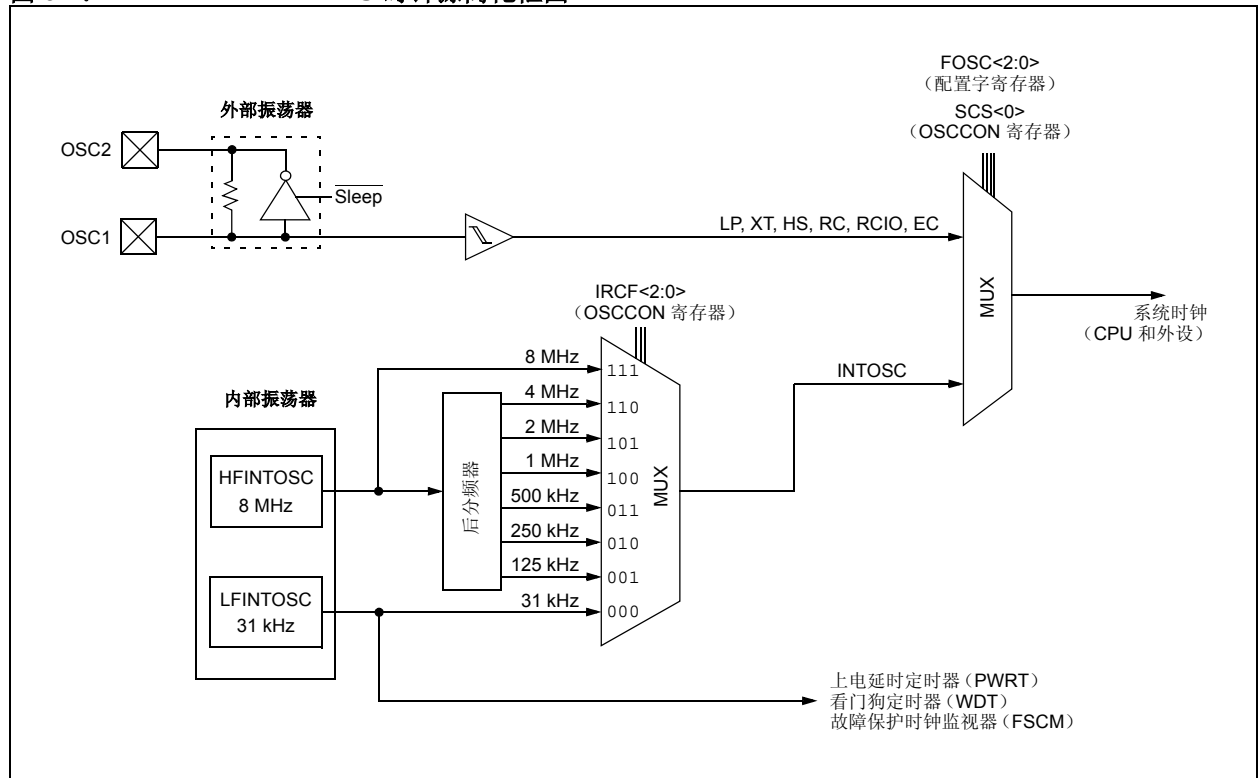 FOSC<2:0>
（配置字寄存器）
SCS<0>
（OSCCON 寄存器）
外部振荡器
OSC2
Sleep
OSC1
LP, XT, HS, RC, RCIO, EC
MUX
系统时钟
（CPU 和外设）
IRCF<2:0>
（OSCCON 寄存器）
INTOSC
内部振荡器
HFINTOSC
8 MHz
LFINTOSC
31 kHz
后分频器
8 MHz
111
4 MHz
110
2 MHz
101
1 MHz
100
500 kHz
011
250 kHz
010
125 kHz
001
31 kHz
000
MUX
上电延时定时器（PWRT）
看门狗定时器（WDT）
故障保护时钟监视器（FSCM）